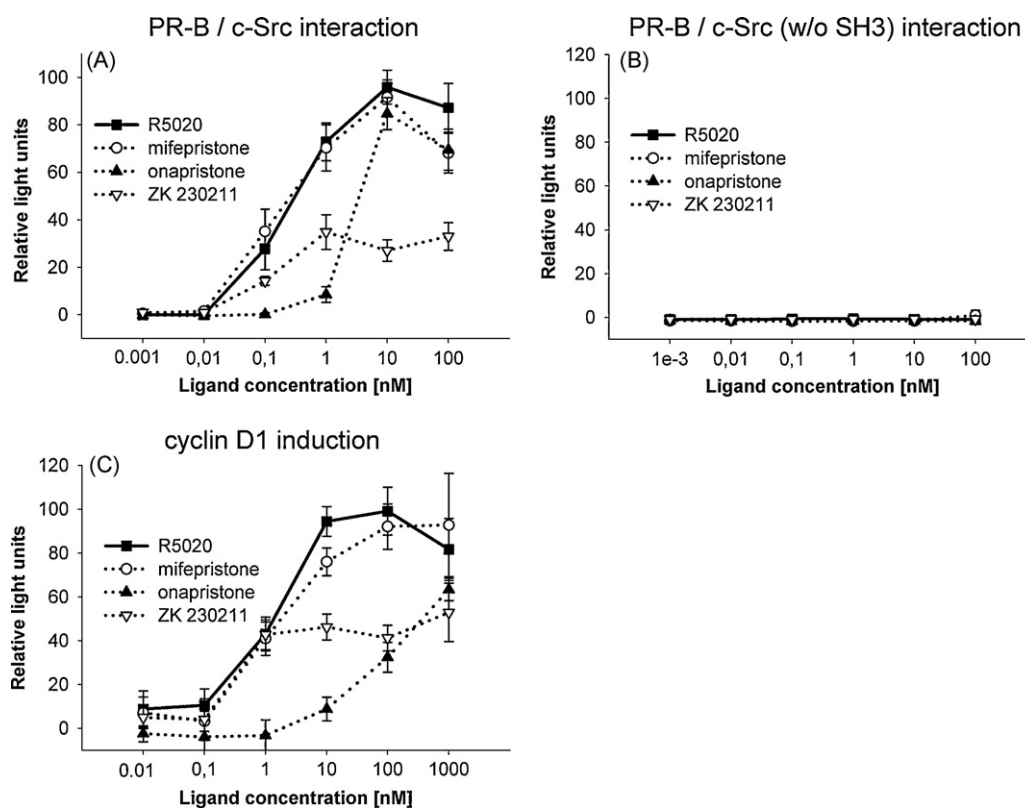 PR-B / c-Src interaction
(A)
100
80
60
40
20
0
Relative light units
R5020
mifepristone
onapristone
ZK 230211
0.001 0,01 0,1 1 10 100
Ligand concentration [nM]
PR-B / c-Src (w/o SH3) interaction
(B)
120
100
80
60
40
20
0
Relative light units
R5020
mifepristone
onapristone
ZK 230211
1e-3 0,01 0,1 1 10 100
Ligand concentration [nM]
cyclin D1 induction
(C)
120
100
80
60
40
20
0
Relative light units
R5020
mifepristone
onapristone
ZK 230211
0.01 0,1 1 10 100 1000
Ligand concentration [nM]